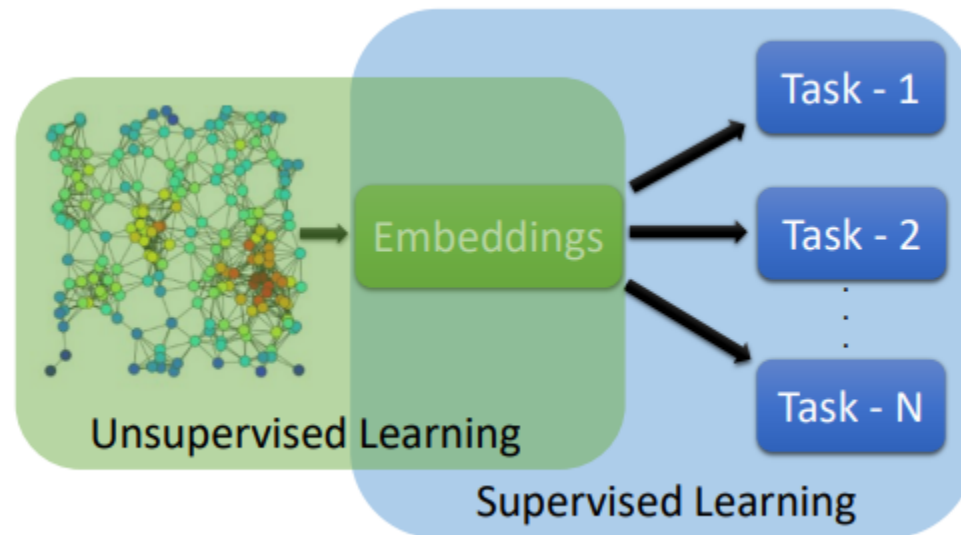 Task - 1
Embeddings
Task - 2
.
.
.
Task - N
Unsupervised Learning
Supervised Learning